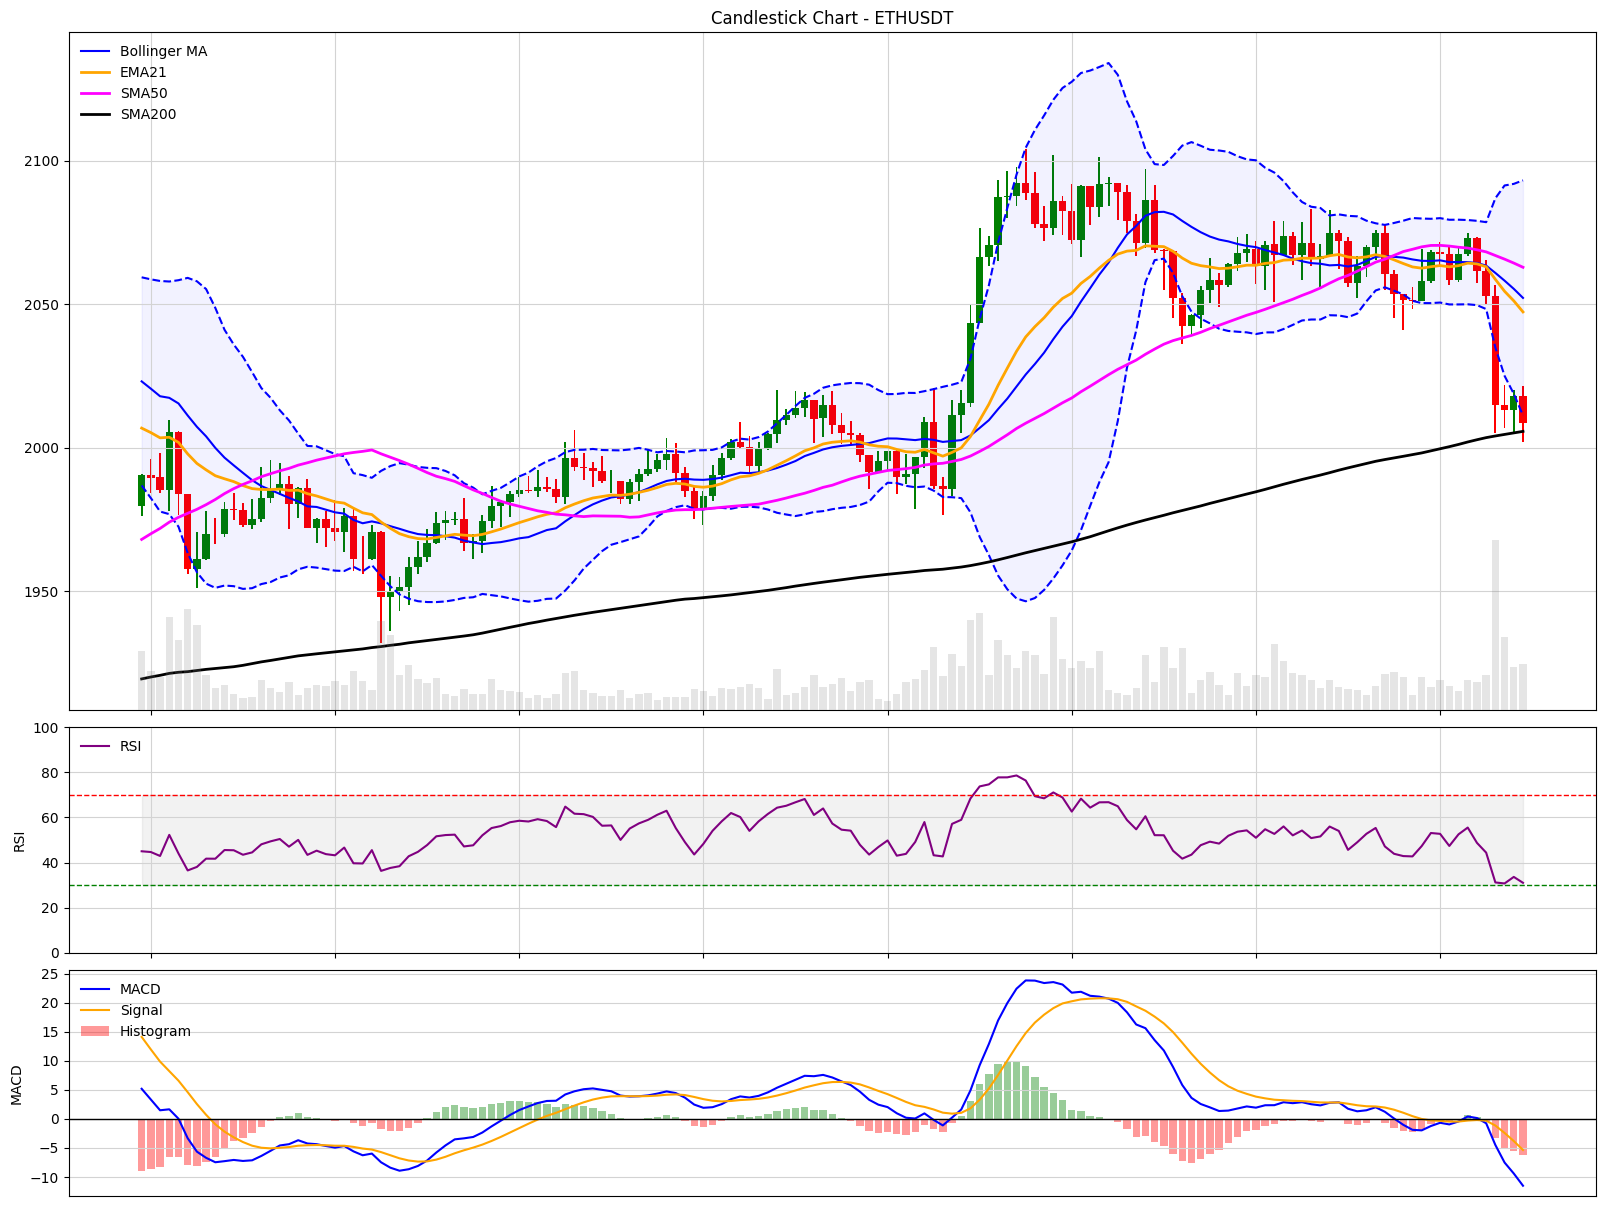 Candlestick Chart - ETHUSDT
Bollinger MA
EMA21
SMA50
SMA200
2100
2050
2000
1950
RSI
100
80
60
40
20
0
RSI
MACD
Signal
Histogram
25
20
15
10
5
0
−5
−10
MACD